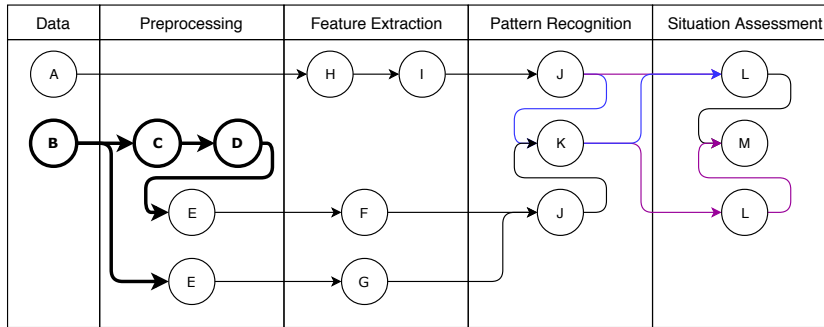 Data Preprocessing Feature Extraction Pattern Recognition Situation Assessment
A H I J L
B C D K M
E F J L
E G